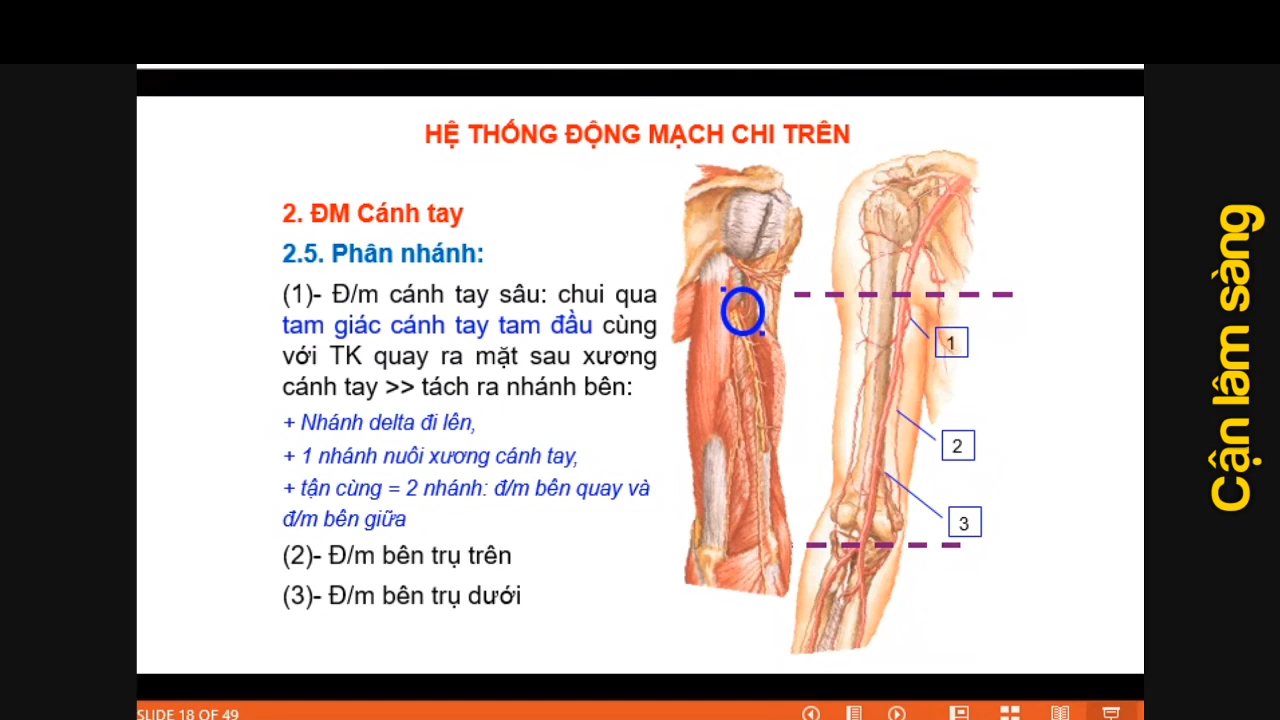 HỆ THỐNG ĐỘNG MẠCH CHI TRÊN
2. ĐM Cánh tay
2.5. Phân nhánh:
(1)- Đ/m cánh tay sâu: chui qua
tam giác cánh tay tam đầu cùng
với TK quay ra mặt sau xương
cánh tay >> tách ra nhánh bên:
+ Nhánh delta đi lên,
+ 1 nhánh nuôi xương cánh tay,
+ tận cùng = 2 nhánh: đ/m bên quay và
đ/m bên giữa
(2)- Đ/m bên trụ trên
(3)- Đ/m bên trụ dưới
1
2
3
Cận lâm sàng
SLIDE 18 OF 49